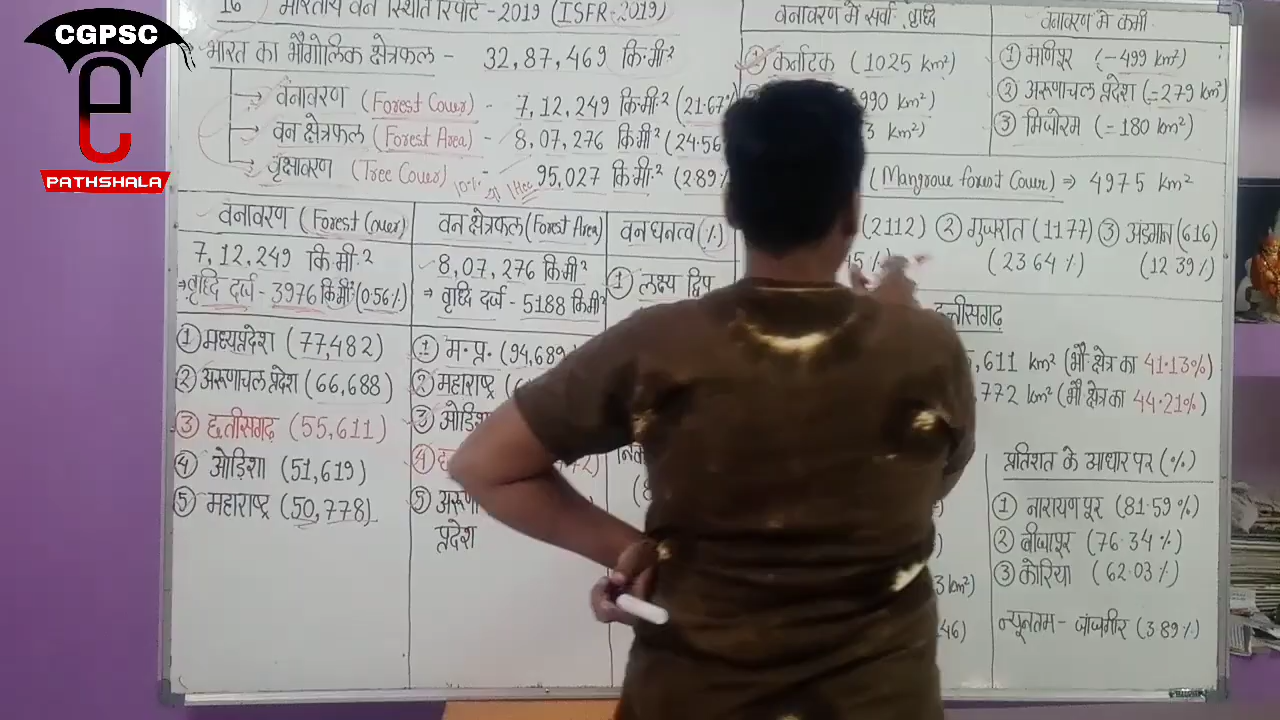 CGPSC
PATHSHALA
16 भारतीय वन स्थिति रिपोर्ट - 2019 (ISFR-2019)
भारत का भौगोलिक क्षेत्रफल - 32,87,469 कि.मी²
वनावरण (Forest Cover) - 7,12,249 कि.मी.² (21.67%)
वन क्षेत्रफल (Forest Area) - 8,07,276 कि.मी² (24.56
वृक्षावरण (Tree Cover) - 95,027 कि.मी.² (2.89%
10%
1Hec
वनावरण में सर्वा. वृध्दि
① कर्नाटक (1025 km²)
990 km²)
3 km²)
वनावरण में कमी
① मणिपुर (-499 km²)
② अरूणाचल प्रदेश (-279 km²)
③ मिजोरम (-180 km²)
(Mangrove forest Cover) ⇒ 4975 km²
(2112) ② गुजरात (1177) ③ अंडमान (616)
45%) (23.64%) (12.39%)
वनावरण (Forest Cover)
7,12,249 कि.मी.²
→ वृध्दि दर्ज - 3976 कि.मी² (0.56%)
① मध्यप्रदेश (77,482)
② अरूणाचल प्रदेश (66,688)
③ छत्तीसगढ़ (55,611)
④ ओड़िशा (51,619)
⑤ महाराष्ट्र (50,778)
वन क्षेत्रफल (Forest Area)
8,07,276 कि.मी²
→ वृध्दि दर्ज - 5188 कि.मी²
① म.प्र. (94,689
② महाराष्ट्र (6
③ ओड़िश
④
72)
⑤ अरूणा
प्रदेश
वन घनत्व (%)
① लक्ष्य द्विप
छत्तीसगढ़
,611 km² (भौ. क्षेत्र का 41.13%)
,772 km² (भौ क्षेत्र का 44.21%)
3 km²)
46)
प्रतिशत के आधार पर (%)
① नारायणपूर (81.59%)
② बीजापूर (76.34%)
③ कोरिया (62.03%)
न्यूनतम - जांजगीर (3.89%)